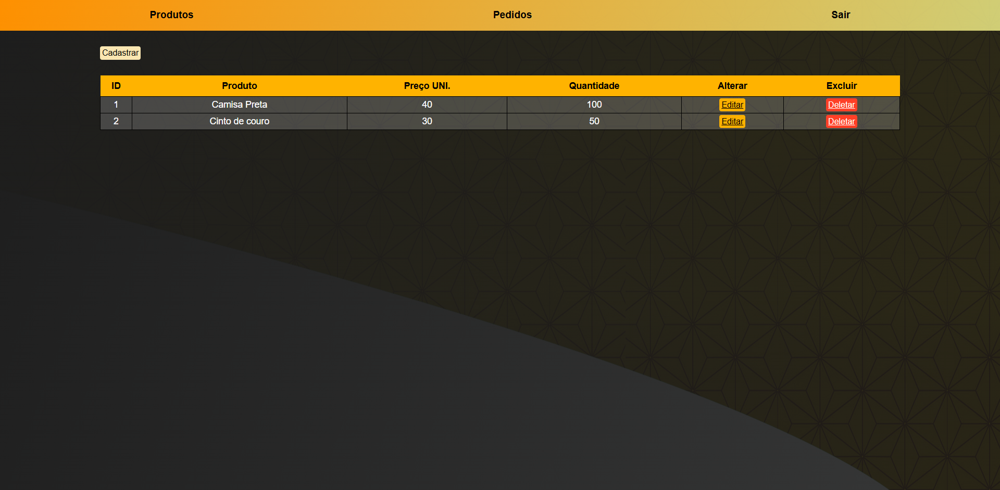 Produtos Pedidos Sair
Cadastrar
ID Produto Preço UNI. Quantidade Alterar Excluir
1 Camisa Preta 40 100 Editar Deletar
2 Cinto de couro 30 50 Editar Deletar